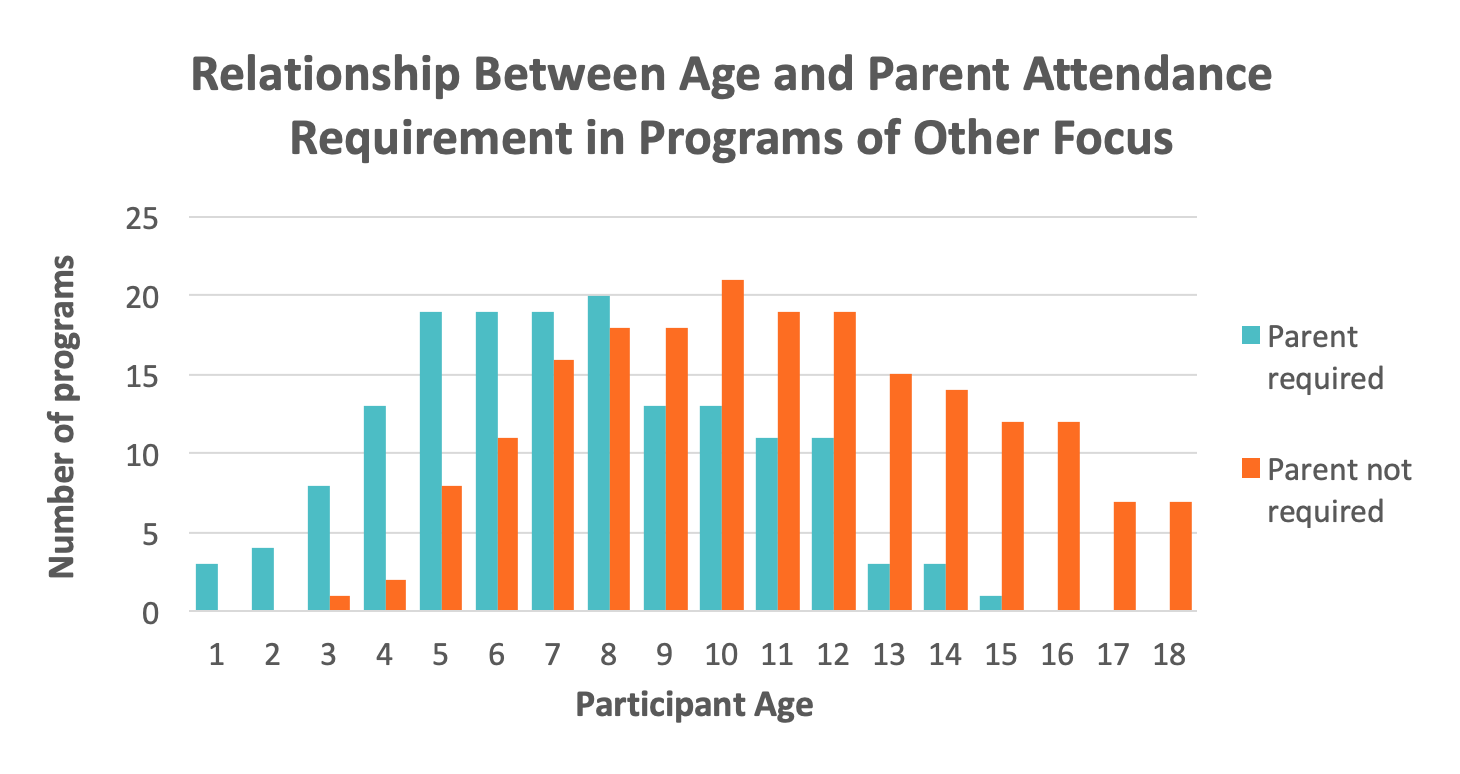 Relationship Between Age and Parent Attendance
Requirement in Programs of Other Focus
25
20
15
10
5
0
Number of programs
1 2 3 4 5 6 7 8 9 10 11 12 13 14 15 16 17 18
Participant Age
Parent
required
Parent not
required